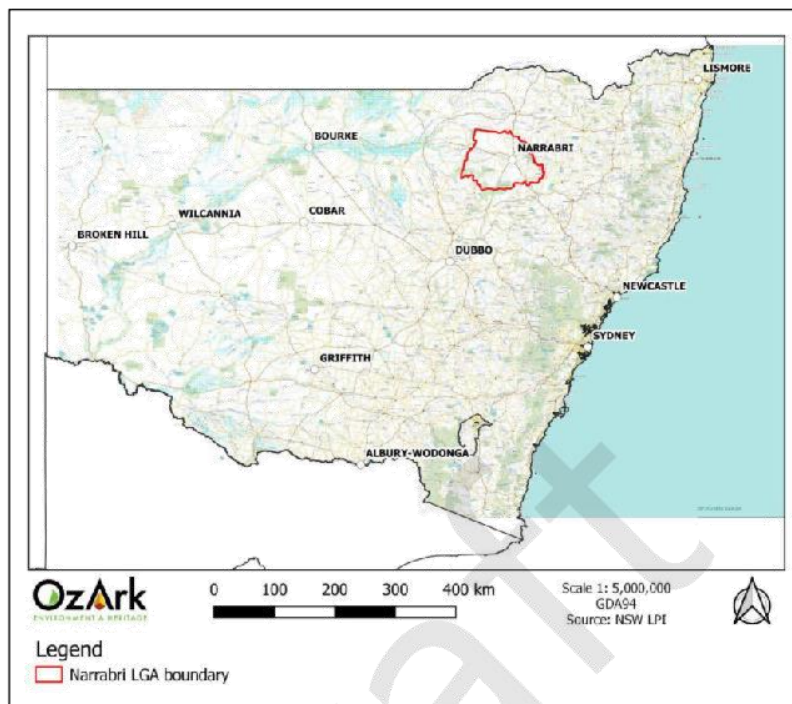 LISMORE
BOURKE
NARRABRI
WILCANNIA
COBAR
BROKEN HILL
DUBBO
NEWCASTLE
SYDNEY
GRIFFITH
ALBURY-WODONGA
OzArk
ENVIRONMENT & HERITAGE
0 100 200 300 400 km
Scale 1: 5,000,000
GDA94
Source: NSW LPI
Legend
Narrabri LGA boundary
aft